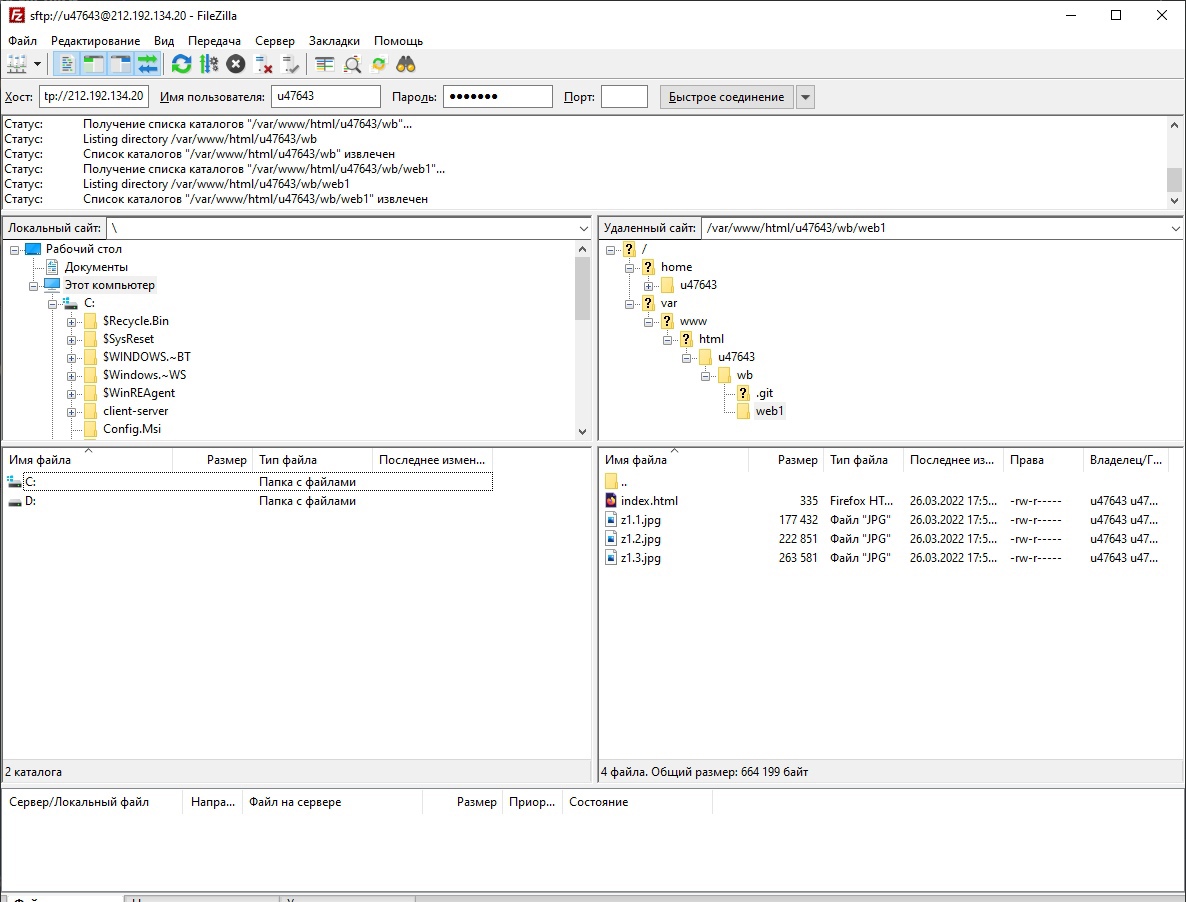 sftp://u47643@212.192.134.20 - FileZilla
Файл Редактирование Вид Передача Сервер Закладки Помощь
Хост: tp://212.192.134.20 Имя пользователя: u47643 Пароль: ●●●●●●● Порт: Быстрое соединение
Статус: Получение списка каталогов "/var/www/html/u47643/wb"...
Статус: Listing directory /var/www/html/u47643/wb
Статус: Список каталогов "/var/www/html/u47643/wb" извлечен
Статус: Получение списка каталогов "/var/www/html/u47643/wb/web1"...
Статус: Listing directory /var/www/html/u47643/wb/web1
Статус: Список каталогов "/var/www/html/u47643/wb/web1" извлечен
Локальный сайт: \
Рабочий стол
Документы
Этот компьютер
C:
$Recycle.Bin
$SysReset
$WINDOWS.~BT
$Windows.~WS
$WinREAgent
client-server
Config.Msi
Удаленный сайт: /var/www/html/u47643/wb/web1
/
home
u47643
var
www
html
u47643
wb
.git
web1
Имя файла Размер Тип файла Последнее измен...
C: Папка с файлами
D: Папка с файлами
2 каталога
Имя файла Размер Тип файла Последнее из... Права Владелец/Г...
..
index.html 335 Firefox HT... 26.03.2022 17:5... -rw-r----- u47643 u47...
z1.1.jpg 177 432 Файл "JPG" 26.03.2022 17:5... -rw-r----- u47643 u47...
z1.2.jpg 222 851 Файл "JPG" 26.03.2022 17:5... -rw-r----- u47643 u47...
z1.3.jpg 263 581 Файл "JPG" 26.03.2022 17:5... -rw-r----- u47643 u47...
4 файла. Общий размер: 664 199 байт
Сервер/Локальный файл Напра... Файл на сервере Размер Приор... Состояние